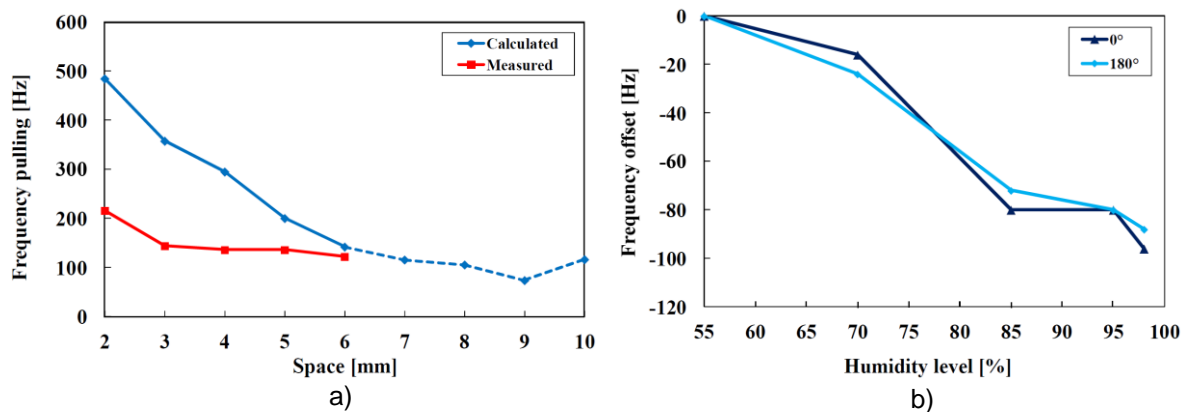 600
500
400
300
200
100
0
Frequency pulling [Hz]
Calculated
Measured
2 3 4 5 6 7 8 9 10
Space [mm]
a)
0
-20
-40
-60
-80
-100
-120
Frequency offset [Hz]
0°
180°
55 60 65 70 75 80 85 90 95 100
Humidity level [%]
b)